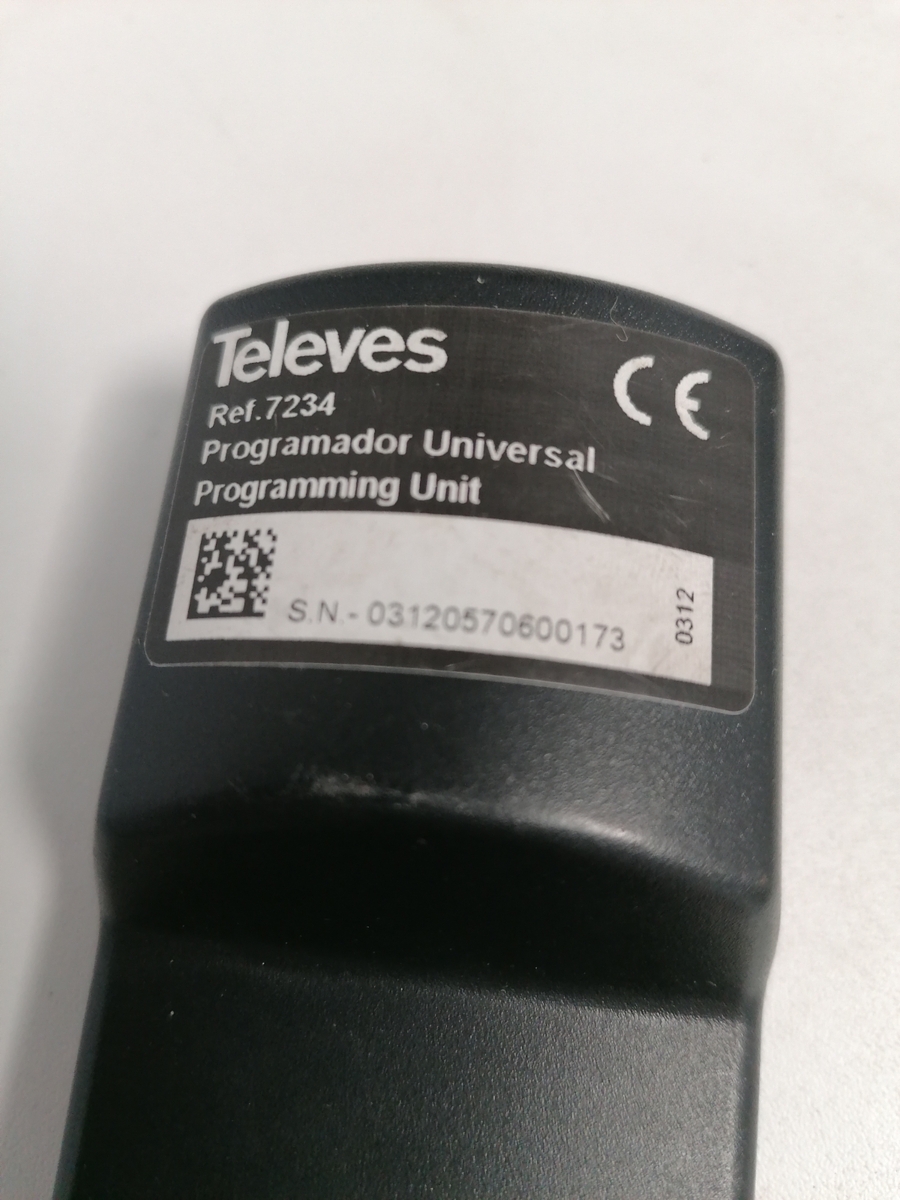 Televes
CE
Ref.7234
Programador Universal
Programming Unit
S.N.- 03120570600173
0312